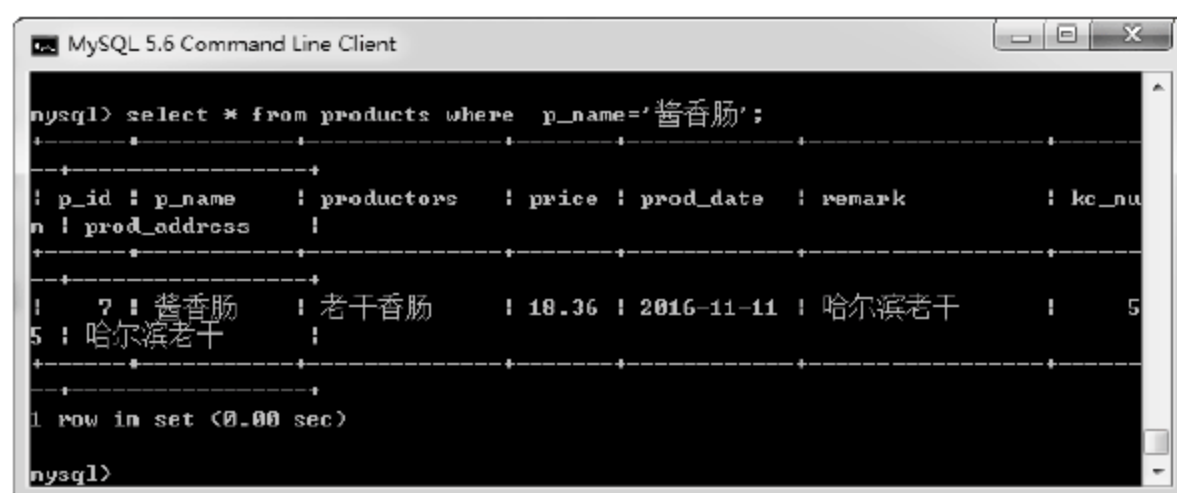 MySQL 5.6 Command Line Client
mysql> select * from products where  p_name='酱香肠';
+------+-----------+--------------+-------+------------+----------------+------
--+----------------+
| p_id | p_name | productors | price | prod_date | remark | kc_nu
m | prod_address |
+------+-----------+--------------+-------+------------+----------------+------
--+----------------+
| 7 | 酱香肠 | 老干香肠 | 18.36 | 2016-11-11 | 哈尔滨老干 | 5
5 | 哈尔滨老干 |
+------+-----------+--------------+-------+------------+----------------+------
--+----------------+
1 row in set (0.00 sec)
mysql>